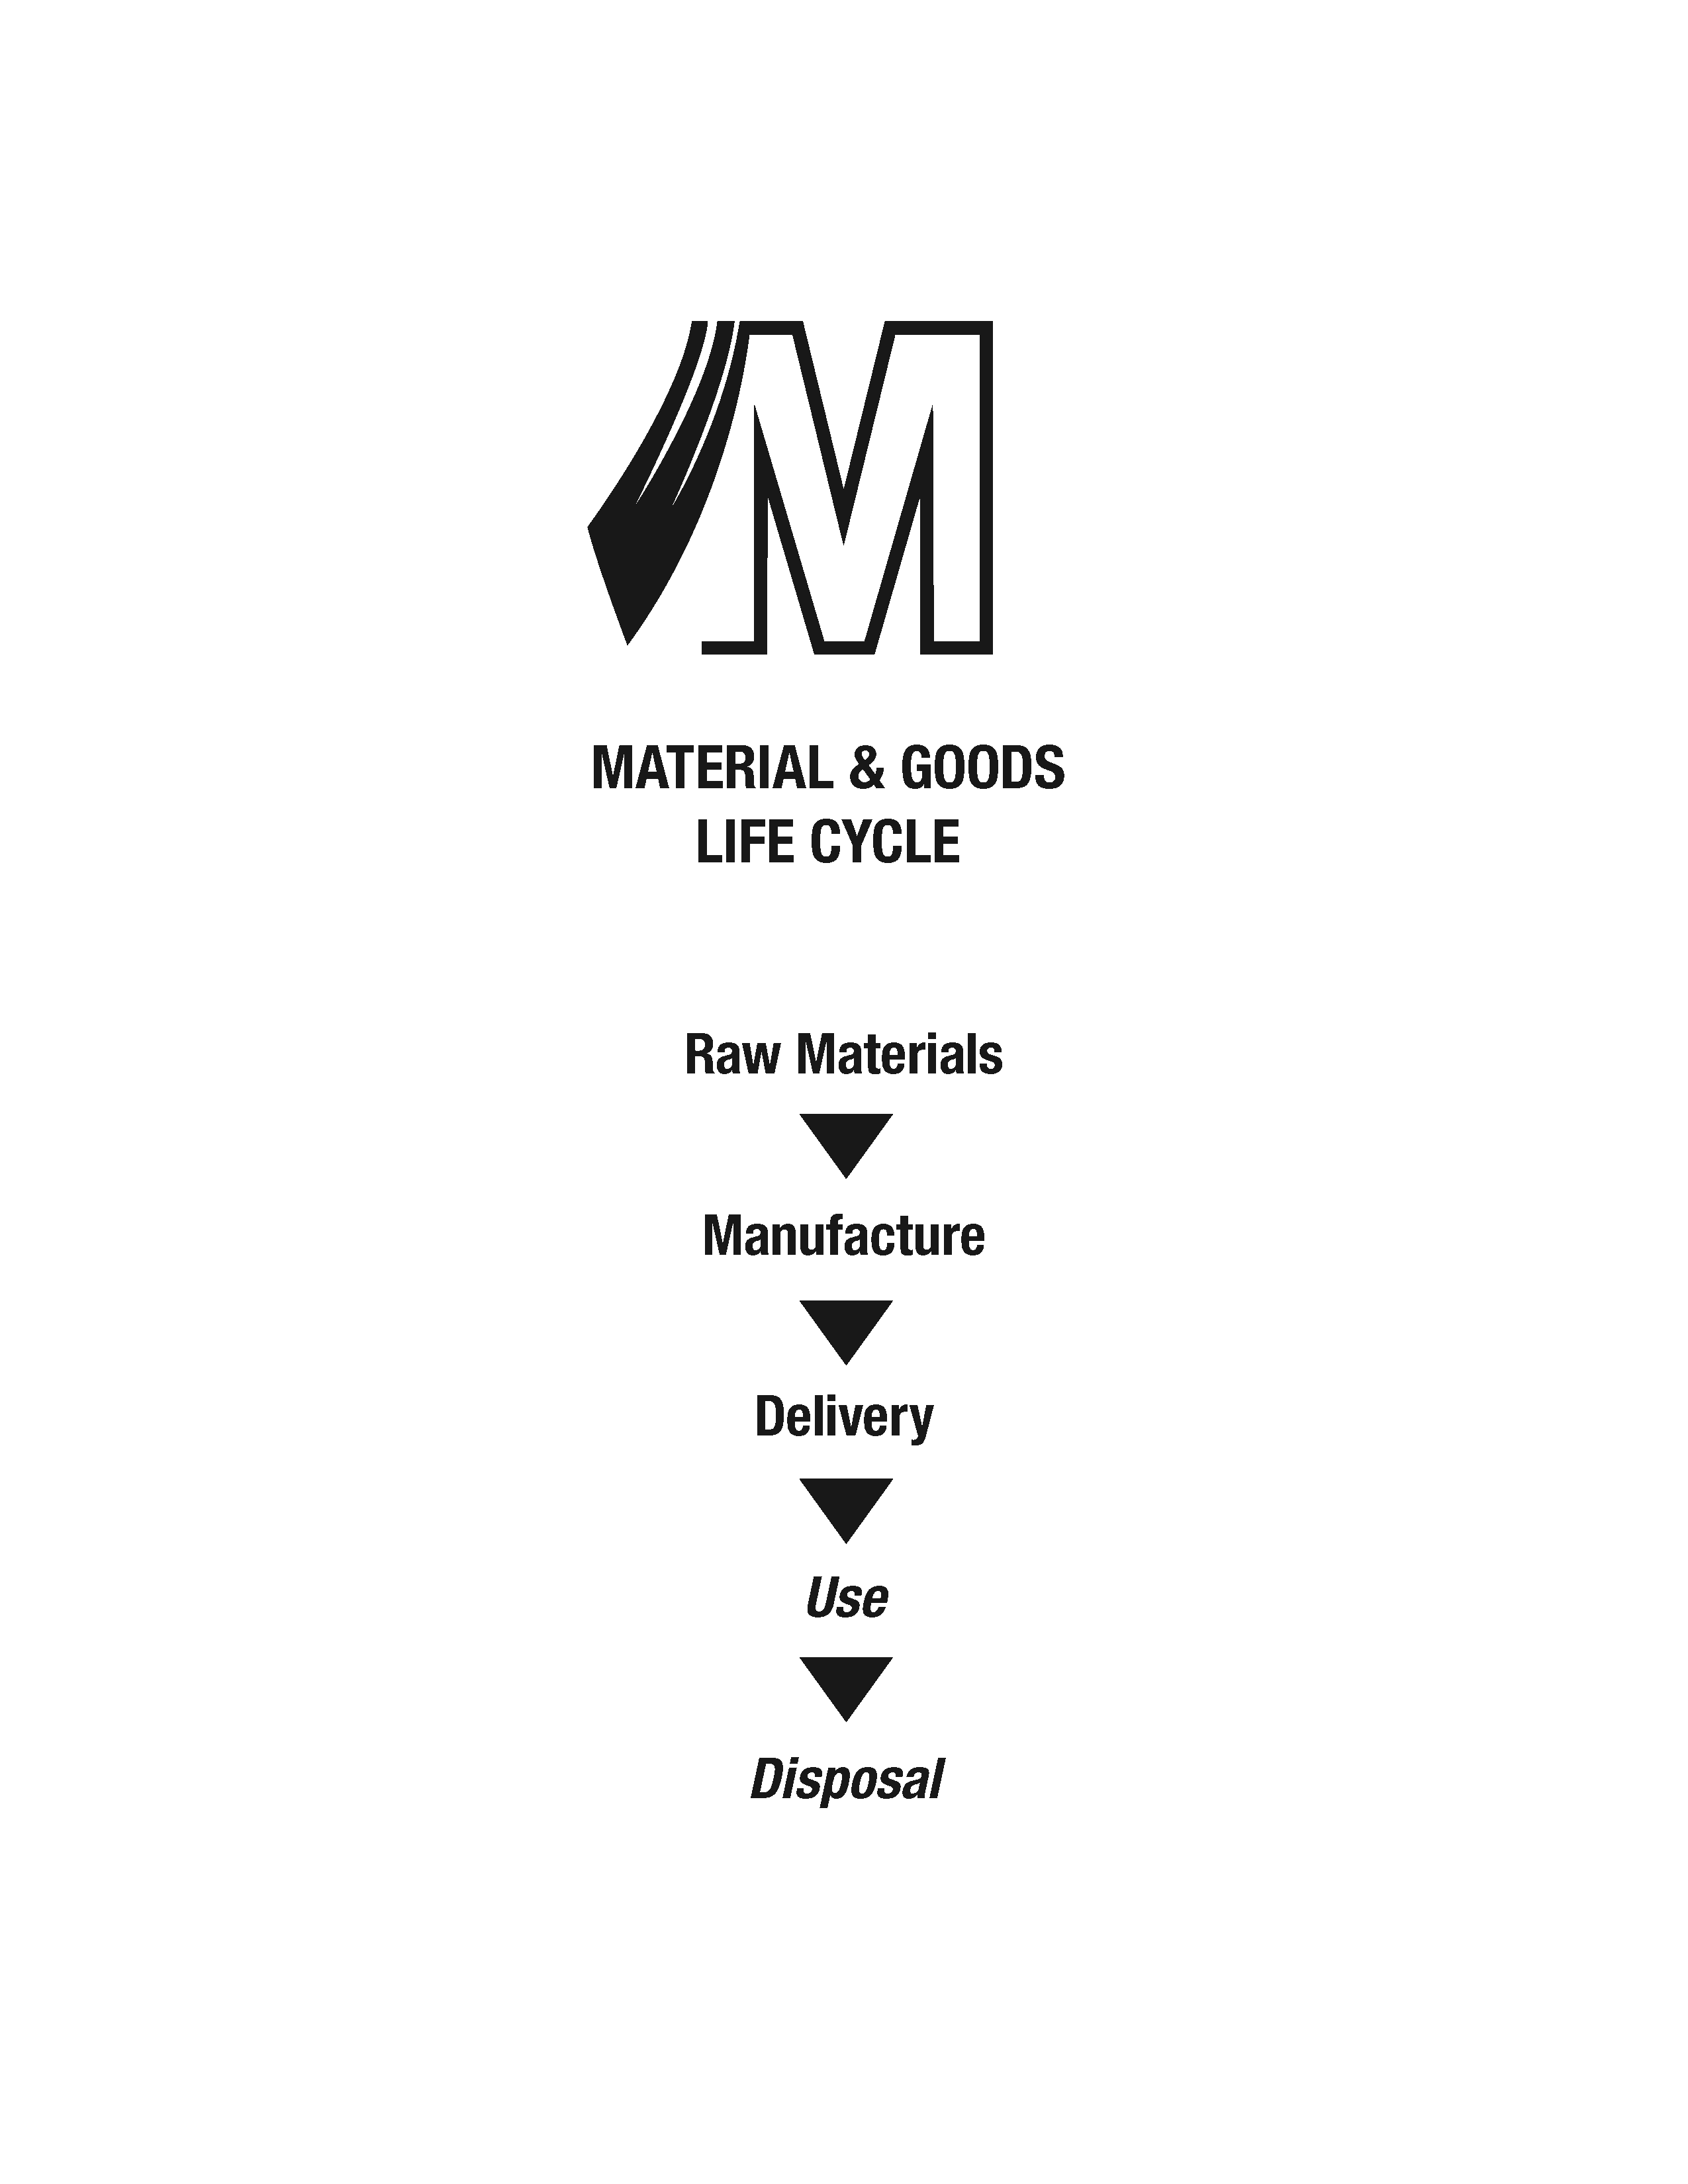 M
MATERIAL & GOODS
LIFE CYCLE
Raw Materials
Manufacture
Delivery
Use
Disposal